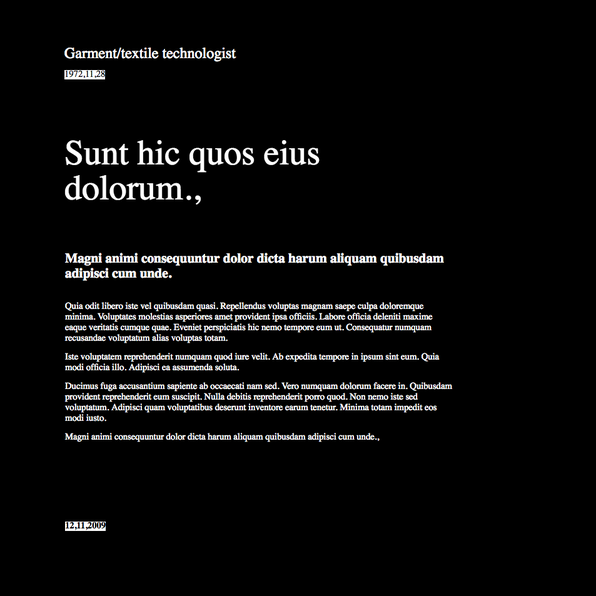 Garment/textile technologist
1972.11.28
Sunt hic quos eius
dolorum.,
Magni animi consequuntur dolor dicta harum aliquam quibusdam
adipisci cum unde.
Quia odit libero iste vel quibusdam quasi. Repellendus voluptas magnam saepe culpa doloremque
minima. Voluptates molestias asperiores amet provident ipsa officiis. Labore officia deleniti maxime
eaque veritatis cumque quae. Eveniet perspiciatis hic nemo tempore eum ut. Consequatur numquam
recusandae voluptatum alias voluptas totam.
Iste voluptatem reprehenderit numquam quod iure velit. Ab expedita tempore in ipsum sint eum. Quia
modi officia illo. Adipisci ea assumenda soluta.
Ducimus fuga accusantium sapiente ab occaecati nam sed. Vero numquam dolorum facere in. Quibusdam
provident reprehenderit eum suscipit. Nulla debitis reprehenderit porro quod. Non nemo iste sed
voluptatum. Adipisci quam voluptatibus deserunt inventore earum tenetur. Minima totam impedit eos
modi iusto.
Magni animi consequuntur dolor dicta harum aliquam quibusdam adipisci cum unde.,
12.11.2009